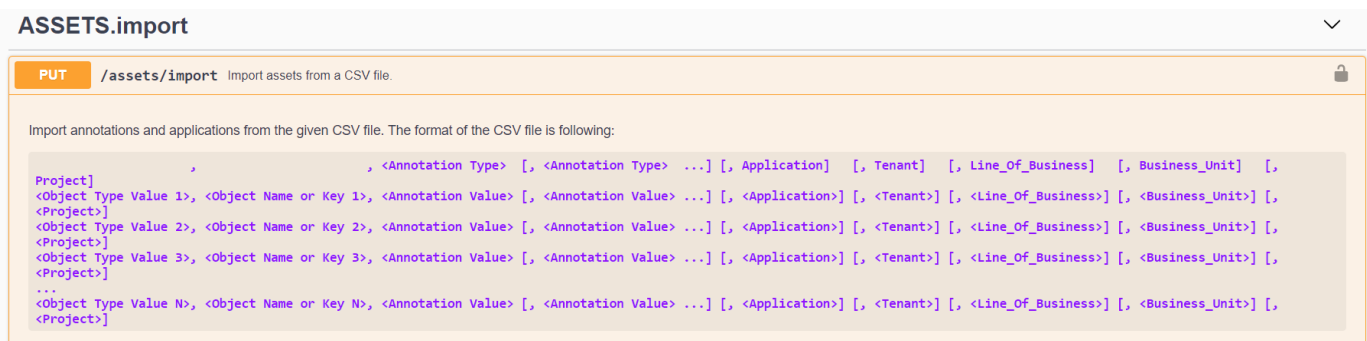 ASSETS.import
PUT /assets/import Import assets from a CSV file.
Import annotations and applications from the given CSV file. The format of the CSV file is following:
, , <Annotation Type> [, <Annotation Type> ...] [, Application] [, Tenant] [, Line_Of_Business] [, Business_Unit] [,
Project]
<Object Type Value 1>, <Object Name or Key 1>, <Annotation Value> [, <Annotation Value> ...] [, <Application>] [, <Tenant>] [, <Line_Of_Business>] [, <Business_Unit>] [,
<Project>]
<Object Type Value 2>, <Object Name or Key 2>, <Annotation Value> [, <Annotation Value> ...] [, <Application>] [, <Tenant>] [, <Line_Of_Business>] [, <Business_Unit>] [,
<Project>]
<Object Type Value 3>, <Object Name or Key 3>, <Annotation Value> [, <Annotation Value> ...] [, <Application>] [, <Tenant>] [, <Line_Of_Business>] [, <Business_Unit>] [,
<Project>]
...
<Object Type Value N>, <Object Name or Key N>, <Annotation Value> [, <Annotation Value> ...] [, <Application>] [, <Tenant>] [, <Line_Of_Business>] [, <Business_Unit>] [,
<Project>]